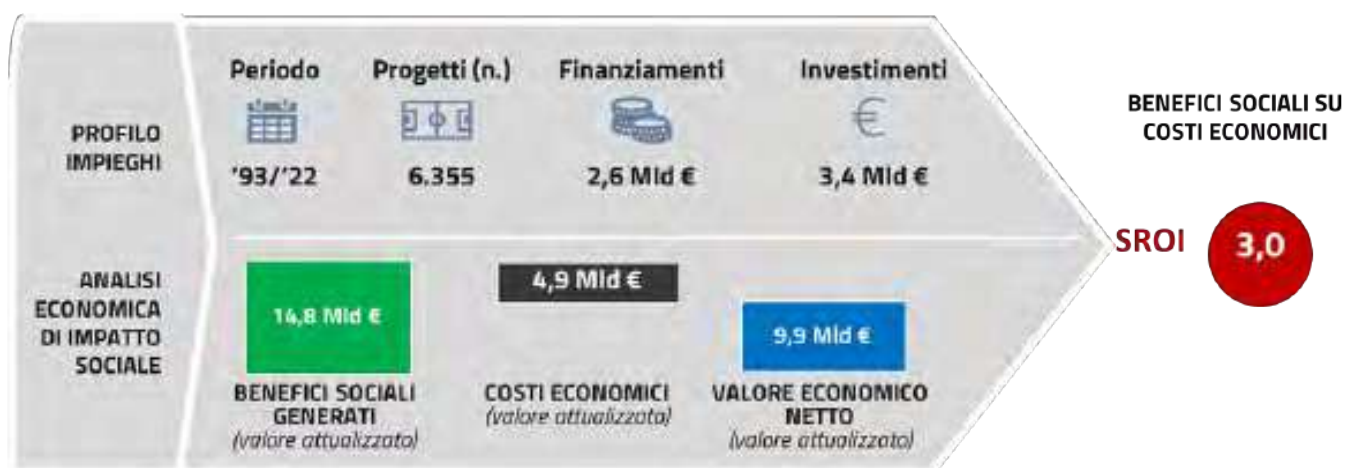 PROFILO
IMPIEGHI
Periodo
'93/'22
Progetti (n.)
6.355
Finanziamenti
2,6 Mld €
Investimenti
€
3,4 Mld €
ANALISI
ECONOMICA
DI IMPATTO
SOCIALE
14,8 Mld €
BENEFICI SOCIALI
GENERATI
(valore attualizzato)
4,9 Mld €
COSTI ECONOMICI
(valore attualizzato)
9,9 Mld €
VALORE ECONOMICO
NETTO
(valore attualizzato)
BENEFICI SOCIALI SU
COSTI ECONOMICI
SROI
3,0